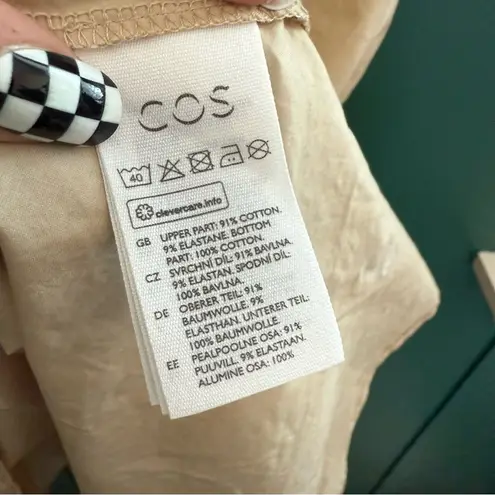 COS
40
clevercare.info
GB UPPER PART: 91% COTTON.
9% ELASTANE. BOTTOM
PART: 100% COTTON.
CZ SVRCHNÍ DÍL: 91% BAVLNA.
9% ELASTAN. SPODNÍ DÍL:
100% BAVLNA.
DE OBERER TEIL: 91%
BAUMWOLLE. 9%
ELASTHAN. UNTERER TEIL:
100% BAUMWOLLE
EE PEALPOOLNE OSA: 91%
PUUVILL. 9% ELASTAAN.
ALUMINE OSA: 100%